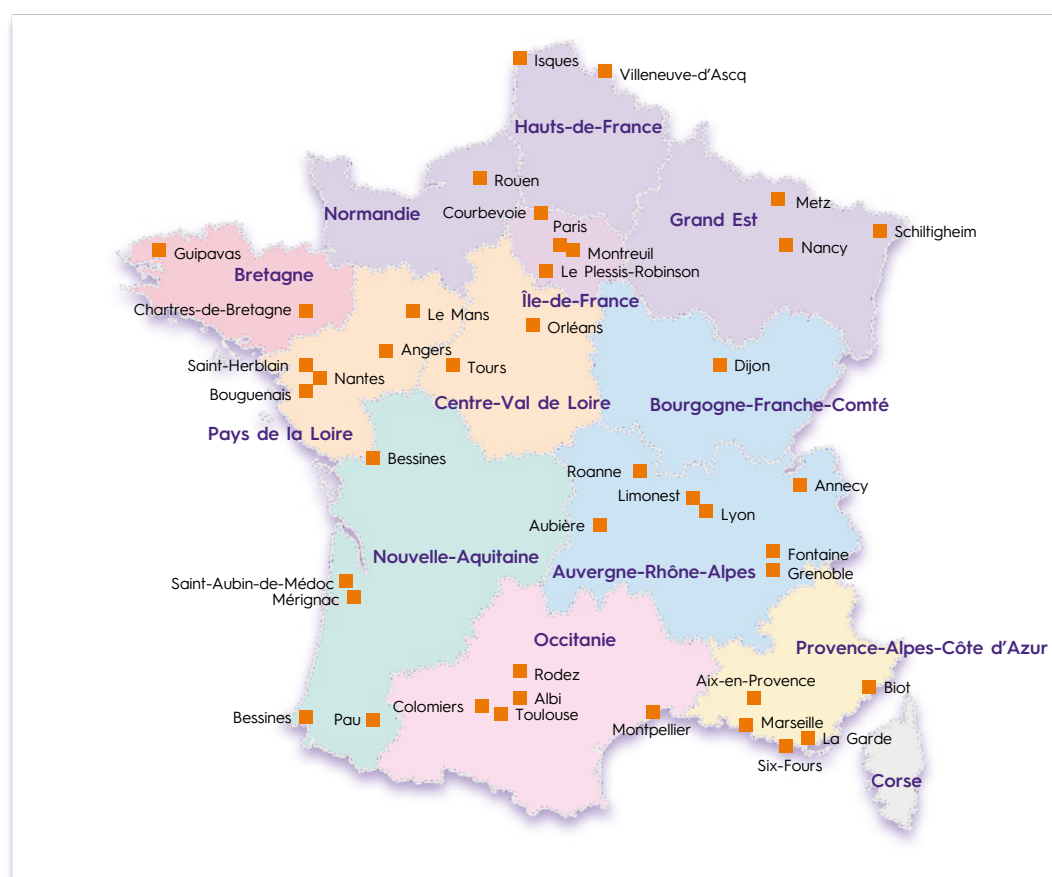 Isques
Villeneuve-d'Ascq
Hauts-de-France
Rouen
Metz
Normandie
Courbevoie
Grand Est
Paris
Schiltigheim
Guipavas
Montreuil
Nancy
Bretagne
Le Plessis-Robinson
Île-de-France
Chartres-de-Bretagne
Le Mans
Orléans
Angers
Saint-Herblain
Tours
Dijon
Nantes
Bouguenais
Centre-Val de Loire
Bourgogne-Franche-Comté
Pays de la Loire
Bessines
Roanne
Annecy
Limonest
Lyon
Aubière
Nouvelle-Aquitaine
Fontaine
Auvergne-Rhône-Alpes
Grenoble
Saint-Aubin-de-Médoc
Mérignac
Occitanie
Provence-Alpes-Côte d'Azur
Rodez
Aix-en-Provence
Biot
Albi
Colomiers
Toulouse
Bessines
Pau
Montpellier
Marseille
La Garde
Six-Fours
Corse